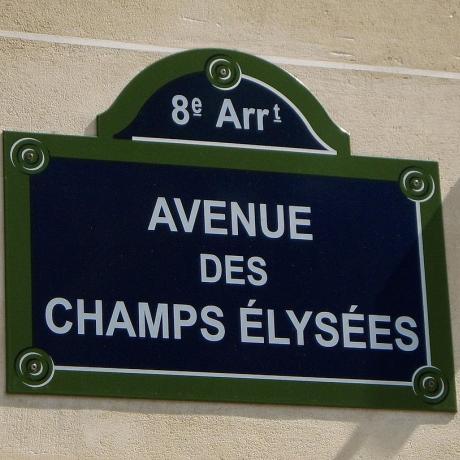 8e Arrt
AVENUE
DES
CHAMPS ÉLYSÉES